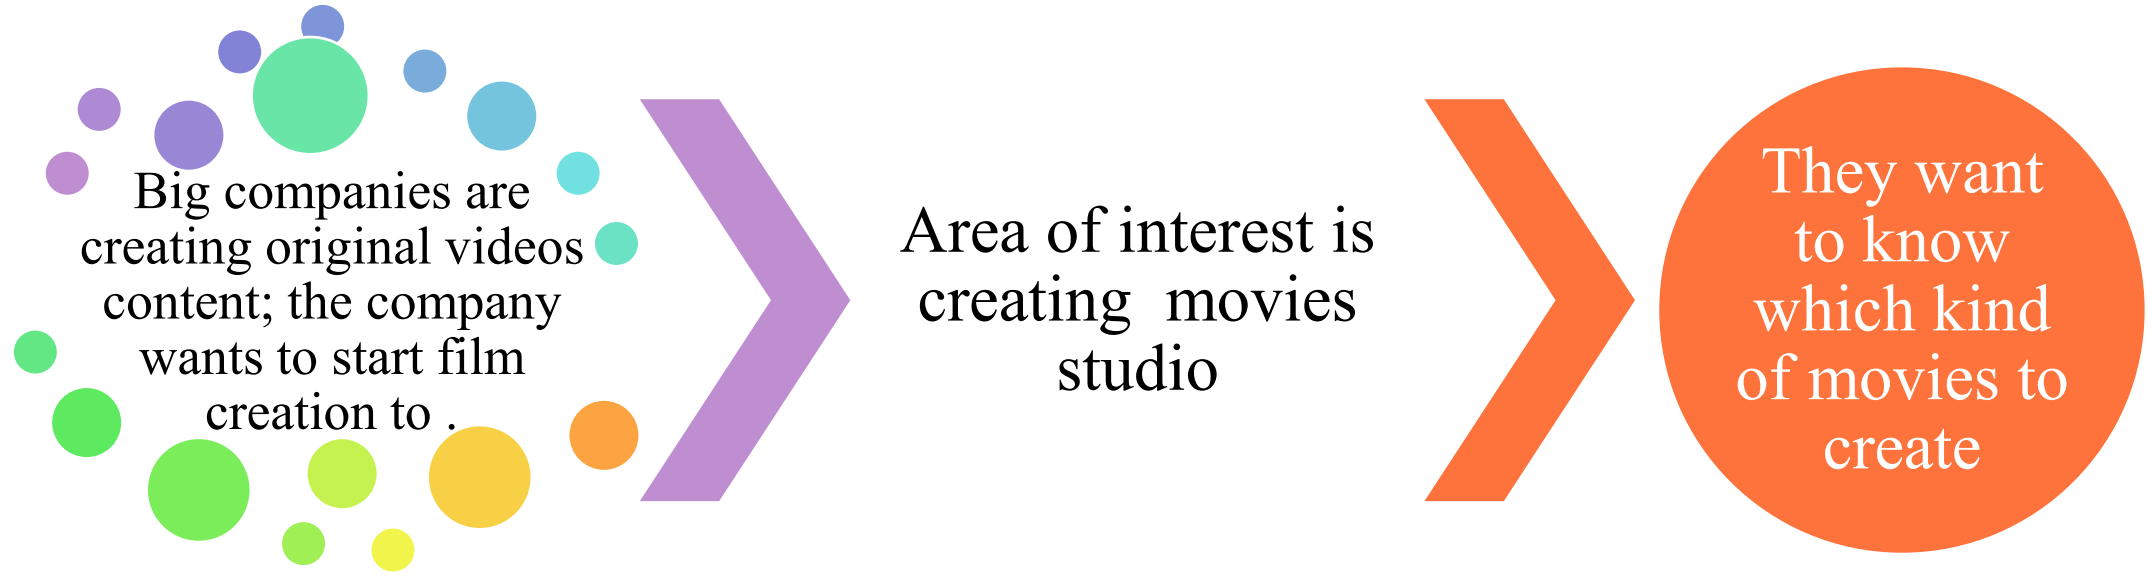 Big companies are
creating original videos
content; the company
wants to start film
creation to .
Area of interest is
creating  movies
studio
They want
to know
which kind
of movies to
create